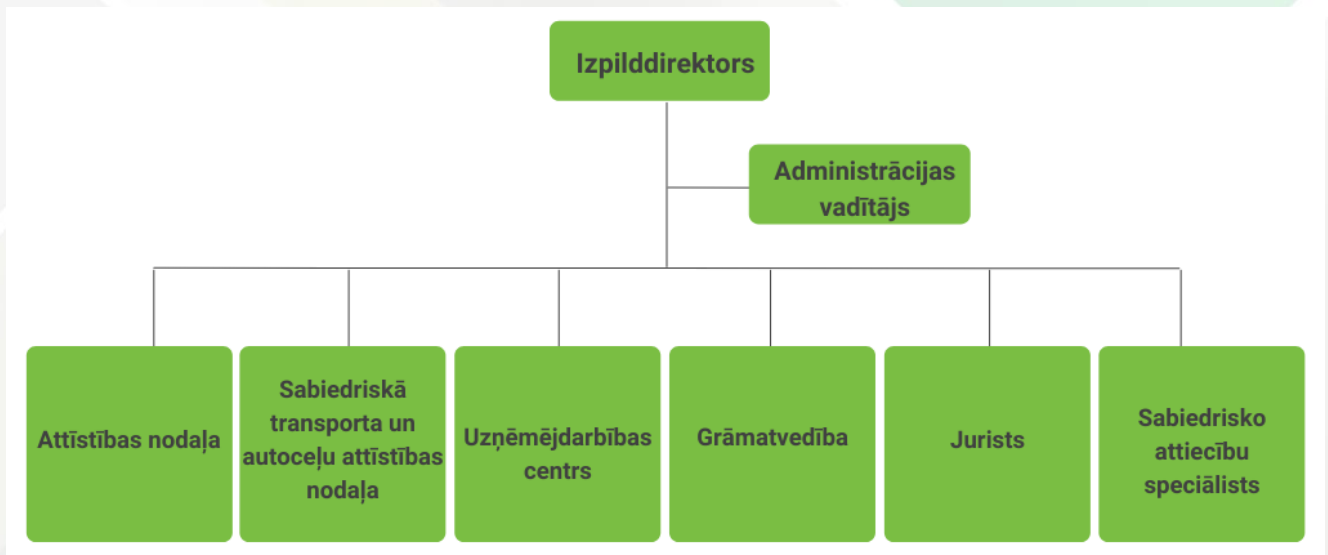 Izpilddirektors
Administrācijas
vadītājs
Attīstības nodaļa
Sabiedriskā
transporta un
autoceļu attīstības
nodaļa
Uzņēmējdarbības
centrs
Grāmatvedība
Jurists
Sabiedrisko
attiecību
speciālists